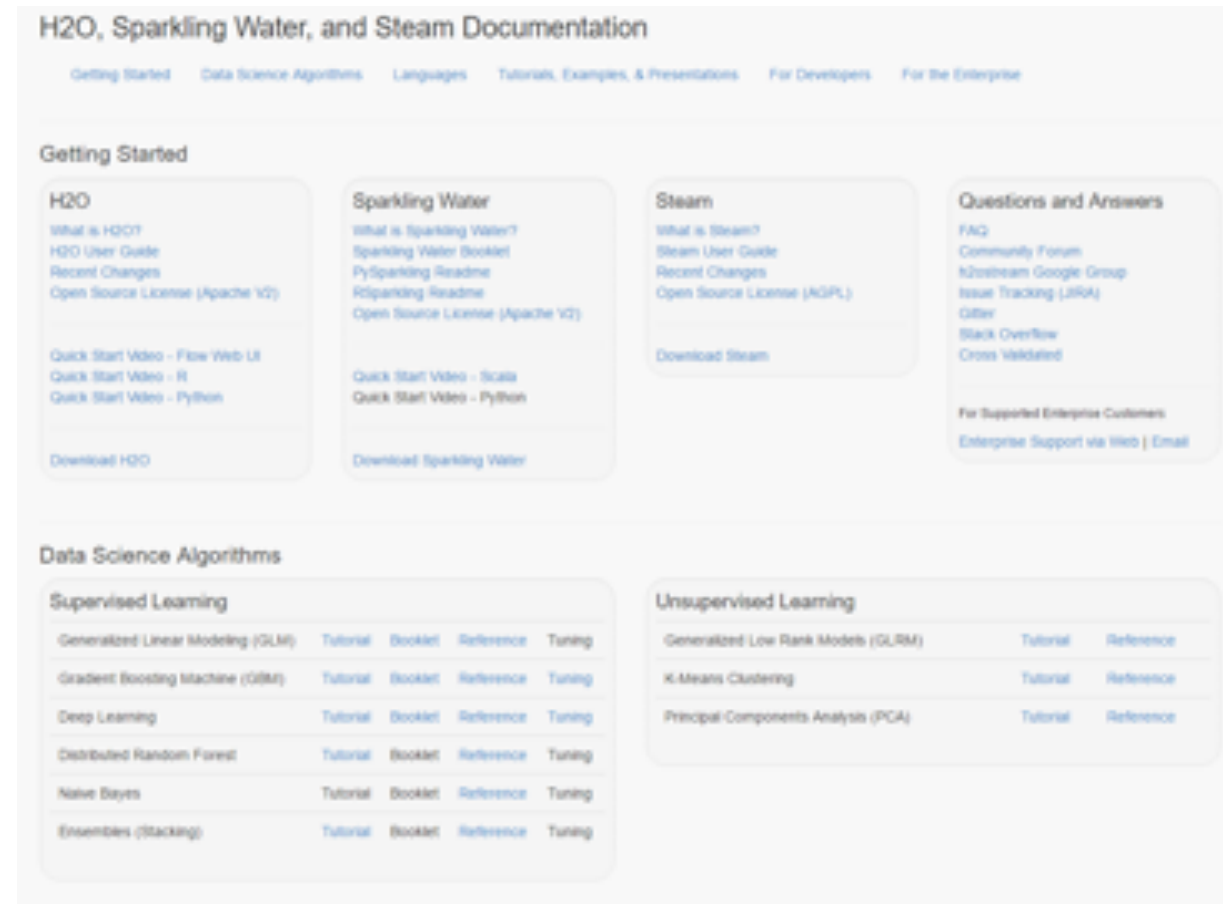 H2O, Sparkling Water, and Steam Documentation
Getting Started Data Science Algorithms Languages Tutorials, Examples, & Presentations For Developers For the Enterprise
Getting Started
H2O
What is H2O?
H2O User Guide
Recent Changes
Open Source License (Apache V2)
Quick Start Video - Flow Web UI
Quick Start Video - R
Quick Start Video - Python
Download H2O
Sparkling Water
What is Sparkling Water?
Sparkling Water Booklet
PySparkling Readme
RSparkling Readme
Open Source License (Apache V2)
Quick Start Video - Scala
Quick Start Video - Python
Download Sparkling Water
Steam
What is Steam?
Steam User Guide
Recent Changes
Open Source License (AGPL)
Download Steam
Questions and Answers
FAQ
Community Forum
h2ostream Google Group
Issue Tracking (JIRA)
Gitter
Stack Overflow
Cross Validated
For Supported Enterprise Customers
Enterprise Support via Web | Email
Data Science Algorithms
Supervised Learning
Generalized Linear Modeling (GLM) Tutorial Booklet Reference Tuning
Gradient Boosting Machine (GBM) Tutorial Booklet Reference Tuning
Deep Learning Tutorial Booklet Reference Tuning
Distributed Random Forest Tutorial Booklet Reference Tuning
Naive Bayes Tutorial Booklet Reference Tuning
Ensembles (Stacking) Tutorial Booklet Reference Tuning
Unsupervised Learning
Generalized Low Rank Models (GLRM) Tutorial Reference
K-Means Clustering Tutorial Reference
Principal Components Analysis (PCA) Tutorial Reference